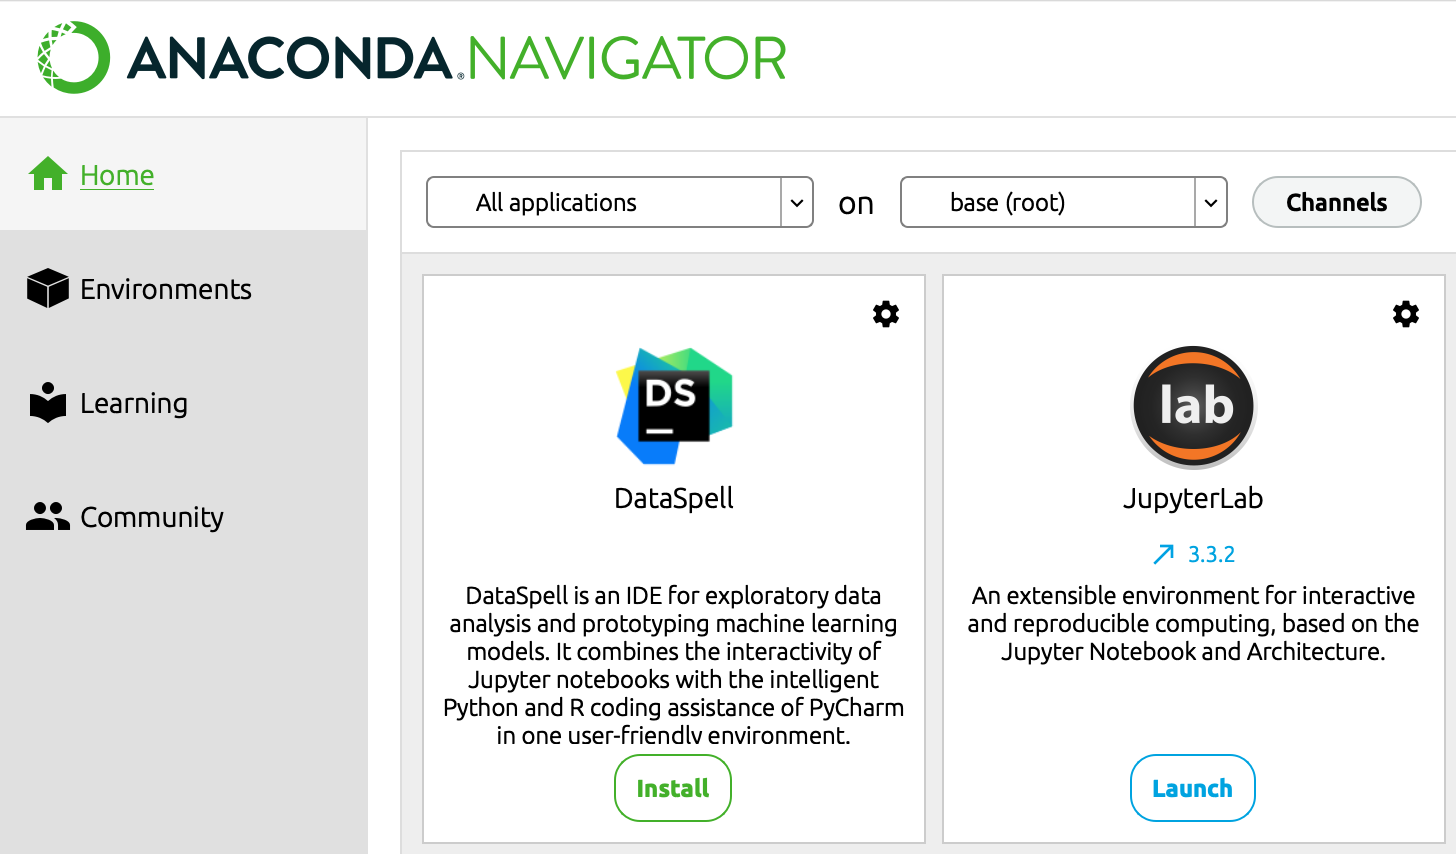 ANACONDA.NAVIGATOR
Home
Environments
Learning
Community
All applications on base (root) Channels
DS
DataSpell
DataSpell is an IDE for exploratory data
analysis and prototyping machine learning
models. It combines the interactivity of
Jupyter notebooks with the intelligent
Python and R coding assistance of PyCharm
in one user-friendly environment.
Install
lab
JupyterLab
3.3.2
An extensible environment for interactive
and reproducible computing, based on the
Jupyter Notebook and Architecture.
Launch